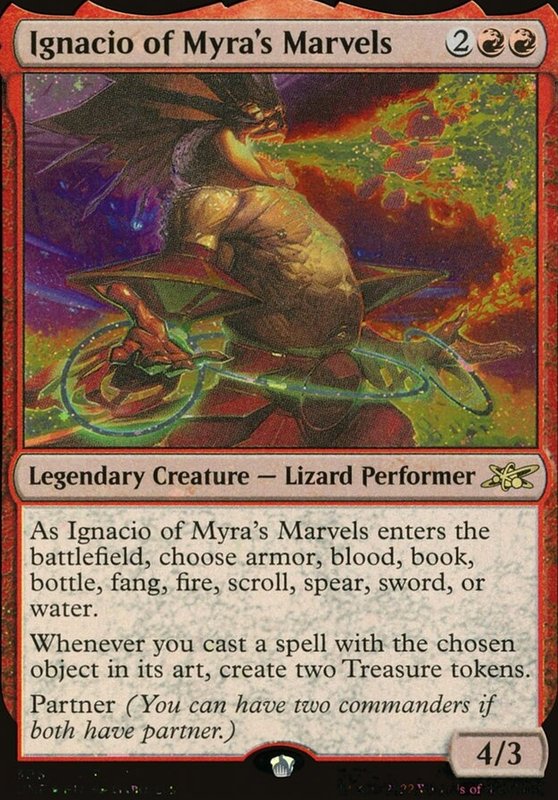 Ignacio of Myra's Marvels 2
Legendary Creature — Lizard Performer
As Ignacio of Myra's Marvels enters the
battlefield, choose armor, blood, book,
bottle, fang, fire, scroll, spear, sword, or
water.
Whenever you cast a spell with the chosen
object in its art, create two Treasure tokens.
Partner (You can have two commanders if
both have partner.)
4/3